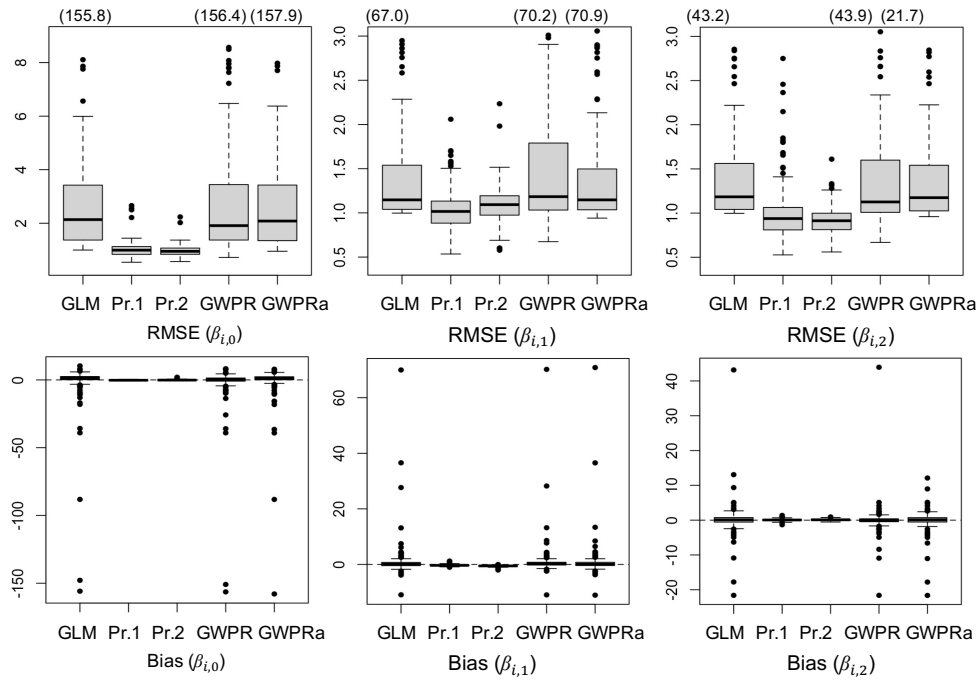 (155.8) (156.4) (157.9) (67.0) (70.2) (70.9) (43.2) (43.9) (21.7)
8
6
4
2
GLM Pr.1 Pr.2 GWPR GWPRa
RMSE (β_{i,0})
3.0
2.5
2.0
1.5
1.0
0.5
GLM Pr.1 Pr.2 GWPR GWPRa
RMSE (β_{i,1})
3.0
2.5
2.0
1.5
1.0
0.5
GLM Pr.1 Pr.2 GWPR GWPRa
RMSE (β_{i,2})
0
-50
-100
-150
GLM Pr.1 Pr.2 GWPR GWPRa
Bias (β_{i,0})
60
40
20
0
GLM Pr.1 Pr.2 GWPR GWPRa
Bias (β_{i,1})
40
30
20
10
0
-10
-20
GLM Pr.1 Pr.2 GWPR GWPRa
Bias (β_{i,2})